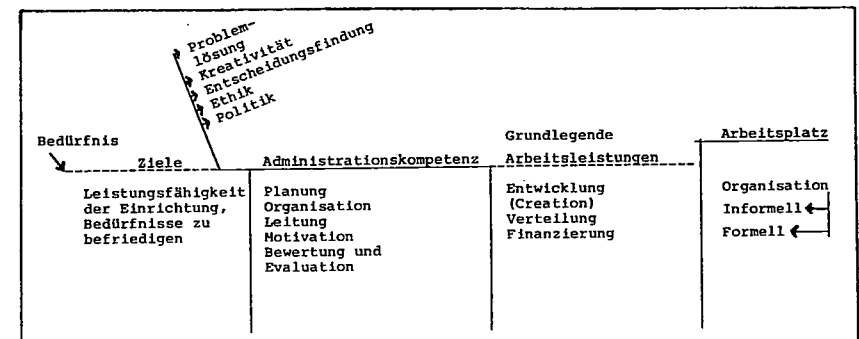 Problem-
lösung
Kreativität
Entscheidungsfindung
Ethik
Politik
Bedürfnis
Ziele
Administrationskompetenz
Grundlegende
Arbeitsleistungen
Arbeitsplatz
Leistungsfähigkeit
der Einrichtung,
Bedürfnisse zu
befriedigen
Planung
Organisation
Leitung
Motivation
Bewertung und
Evaluation
Entwicklung
(Creation)
Verteilung
Finanzierung
Organisation
Informell
Formell